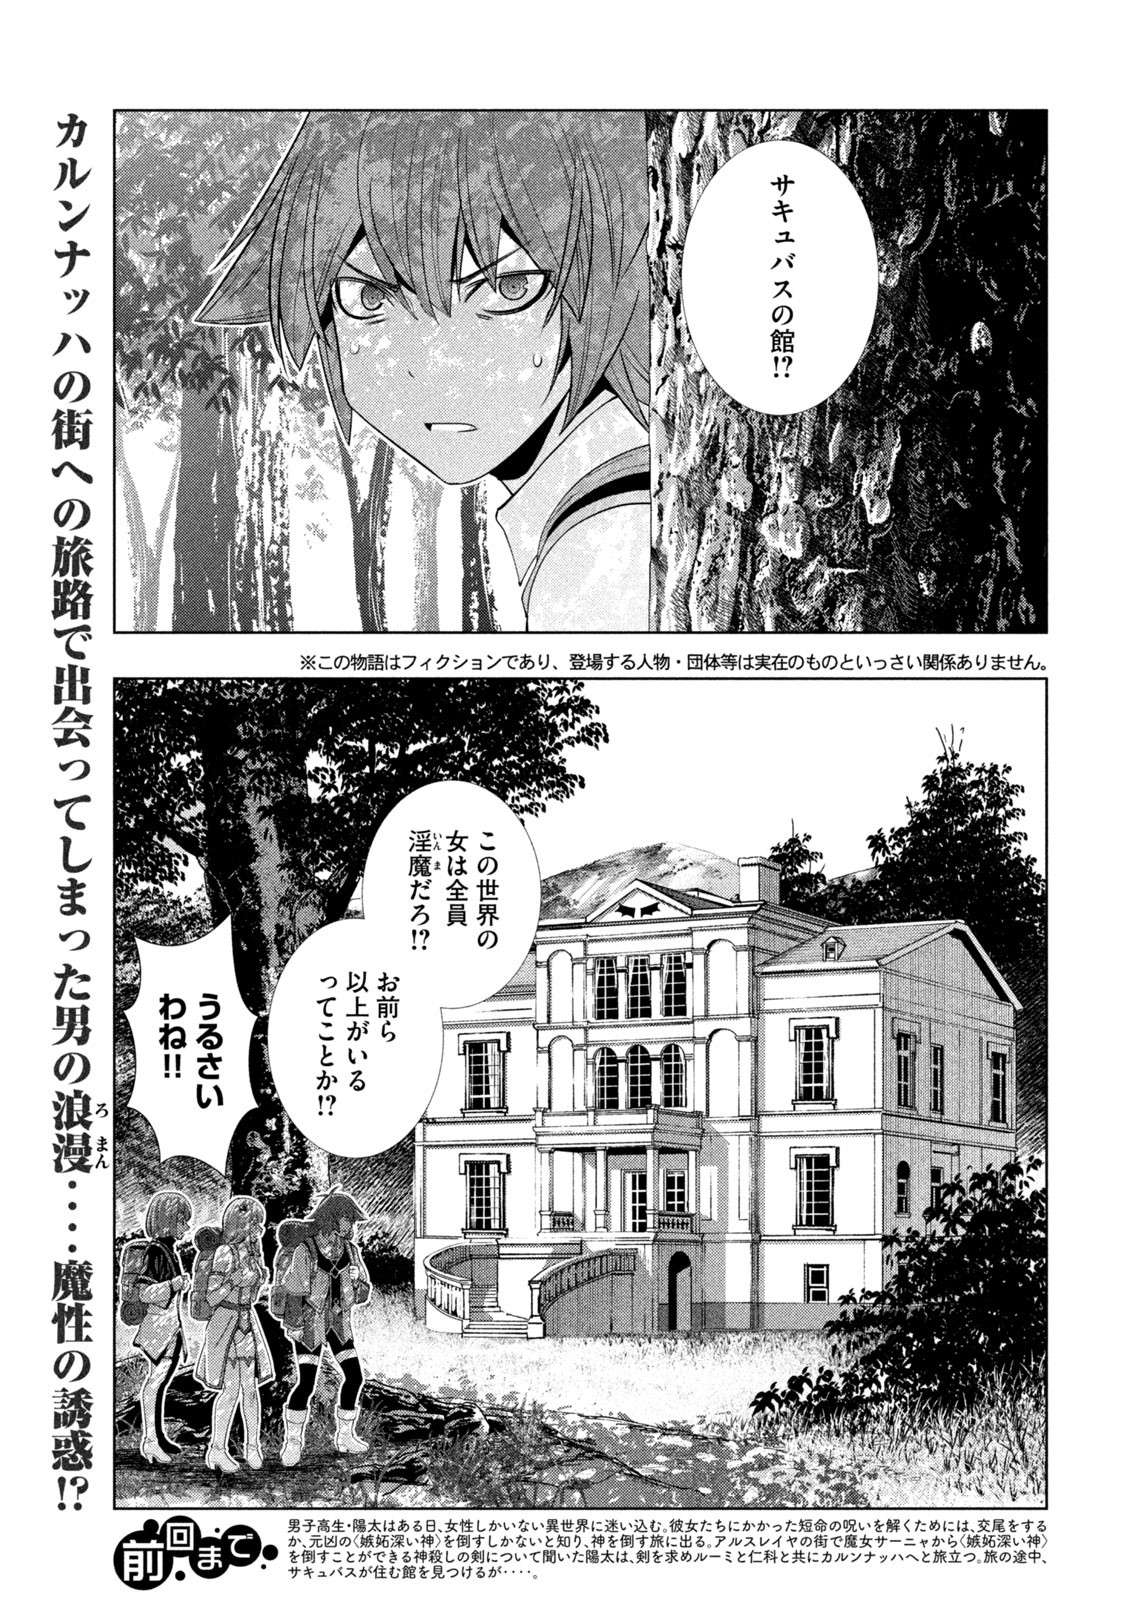 サキュバスの館!?
※この物語はフィクションであり、登場する人物・団体等は実在のものといっさい関係ありません。
この世界の
女は全員
淫魔だろ!?
いんま
お前ら
以上がいる
ってことか!?
うるさい
わね!!
カルンナッハの街への旅路で出会ってしまった男の浪漫‥‥魔性の誘惑!?
ろまん
前回まで
男子高生・陽太はある日、女性しかいない異世界に迷い込む。彼女たちにかかった短命の呪いを解くためには、交尾をする
か、元凶の〈嫉妬深い神〉を倒すしかないと知り、神を倒す旅に出る。アルスレイヤの街で魔女サーニャから〈嫉妬深い神〉
を倒すことができる神殺しの剣について聞いた陽太は、剣を求めルーミと仁科と共にカルンナッハへと旅立つ。旅の途中、
サキュバスが住む館を見つけるが‥‥。